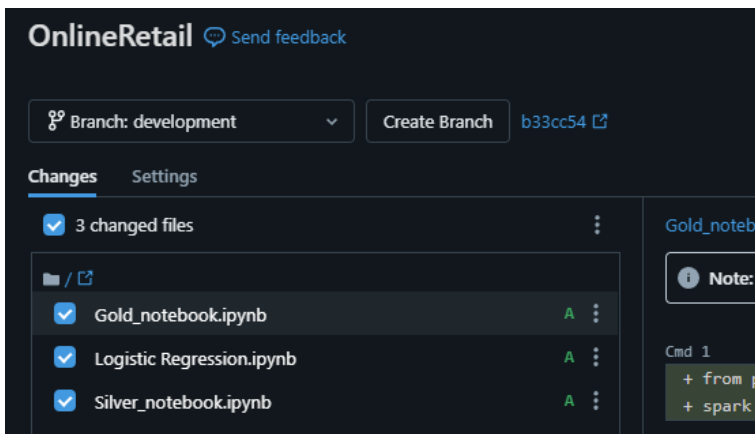 OnlineRetail Send feedback
Branch: development Create Branch b33cc54
Changes Settings
3 changed files
/
Gold_notebook.ipynb A
Logistic Regression.ipynb A
Silver_notebook.ipynb A
Gold_noteb
Note:
Cmd 1
+ from
+ spark